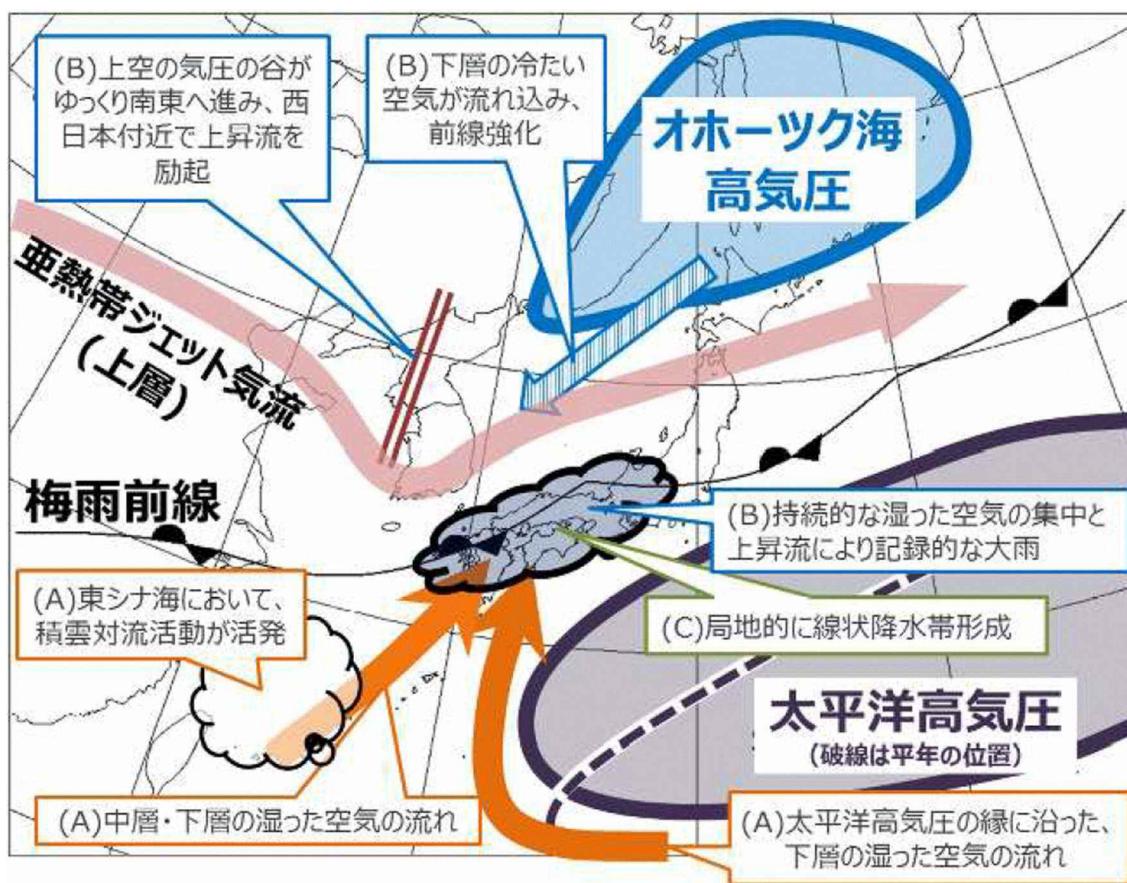 (B)上空の気圧の谷が
ゆっくり南東へ進み、西
日本付近で上昇流を
励起
(B)下層の冷たい
空気が流れ込み、
前線強化
オホーツク海
高気圧
亜熱帯ジェット気流
(上層)
梅雨前線
(B)持続的な湿った空気の集中と
上昇流により記録的な大雨
(A)東シナ海において、
積雲対流活動が活発
(C)局地的に線状降水帯形成
太平洋高気圧
(破線は平年の位置)
(A)中層・下層の湿った空気の流れ
(A)太平洋高気圧の縁に沿った、
下層の湿った空気の流れ